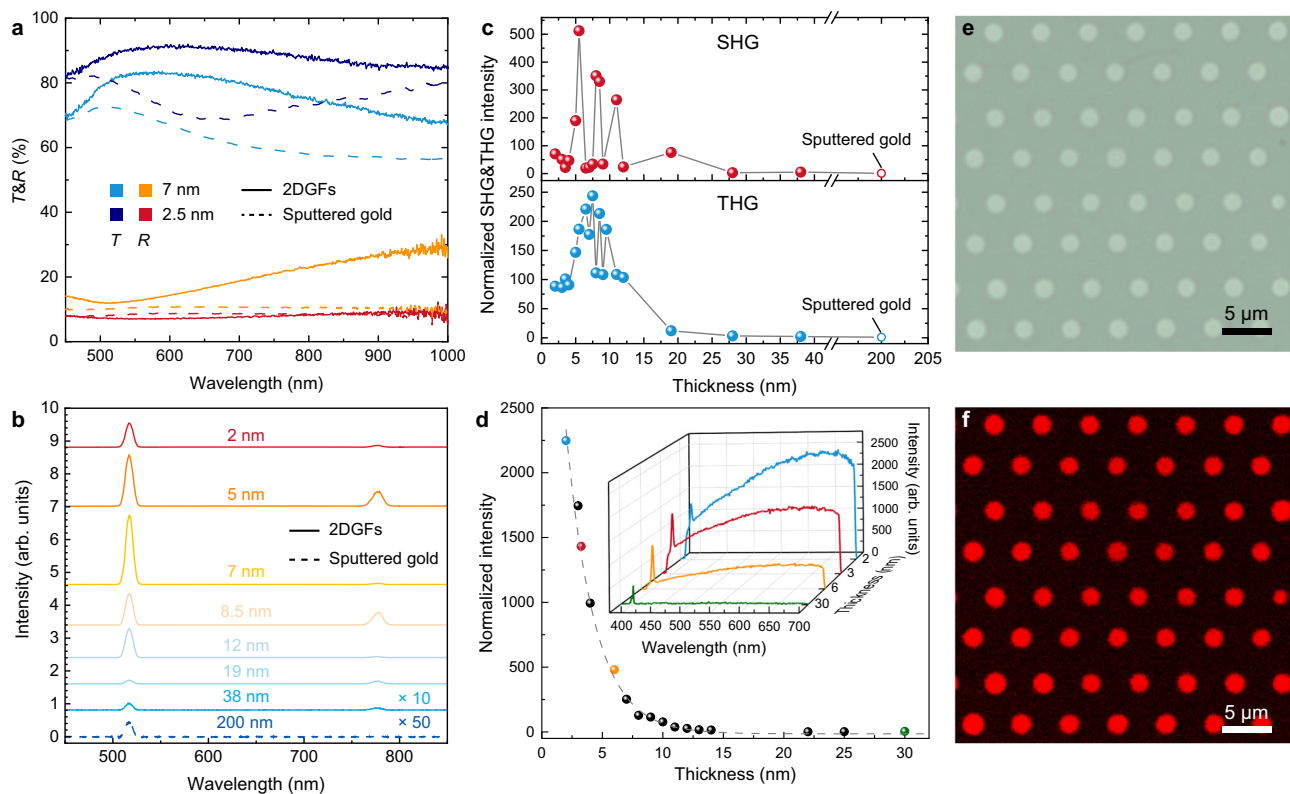 a
T&R (%)
100
80
60
40
20
0
7 nm
2.5 nm
T R
2DGFs
Sputtered gold
500 600 700 800 900 1000
Wavelength (nm)
b
Intensity (arb. units)
10
9
8
7
6
5
4
3
2
1
0
2 nm
5 nm
2DGFs
Sputtered gold
7 nm
8.5 nm
12 nm
19 nm
38 nm × 10
200 nm × 50
500 600 700 800
Wavelength (nm)
c
Normalized SHG&THG intensity
SHG
500
400
300
200
100
0
Sputtered gold
THG
250
200
150
100
50
0
Sputtered gold
0 5 10 15 20 25 30 35 40 200 205
Thickness (nm)
d
Normalized intensity
2500
2000
1500
1000
500
0
0 5 10 15 20 25 30
Thickness (nm)
Intensity (arb. units)
2500
2000
1500
1000
500
0
2
3
6
30
Thickness (nm)
400 450 500 550 600 650 700
Wavelength (nm)
e
5 µm
f
5 µm